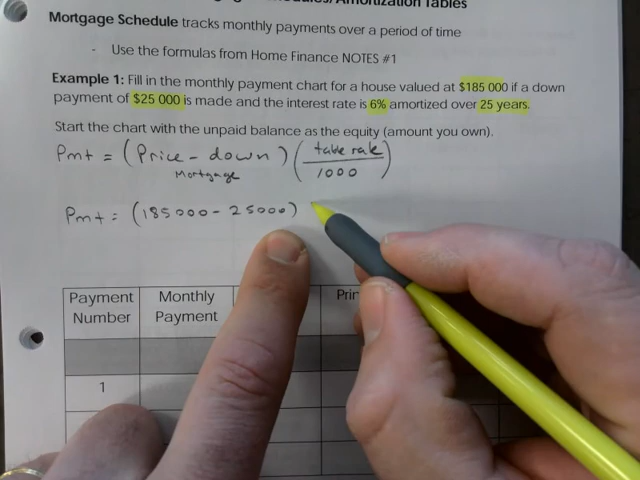 Amortization Tables
Mortgage Schedule tracks monthly payments over a period of time
- Use the formulas from Home Finance NOTES #1
Example 1: Fill in the monthly payment chart for a house valued at $185 000 if a down
payment of $25 000 is made and the interest rate is 6% amortized over 25 years.
Start the chart with the unpaid balance as the equity (amount you own).
Pmt = (Price - down) (table rate
Mortgage 1000)
Pmt = (185000 - 25000)
Payment Monthly Prin
Number Payment
1